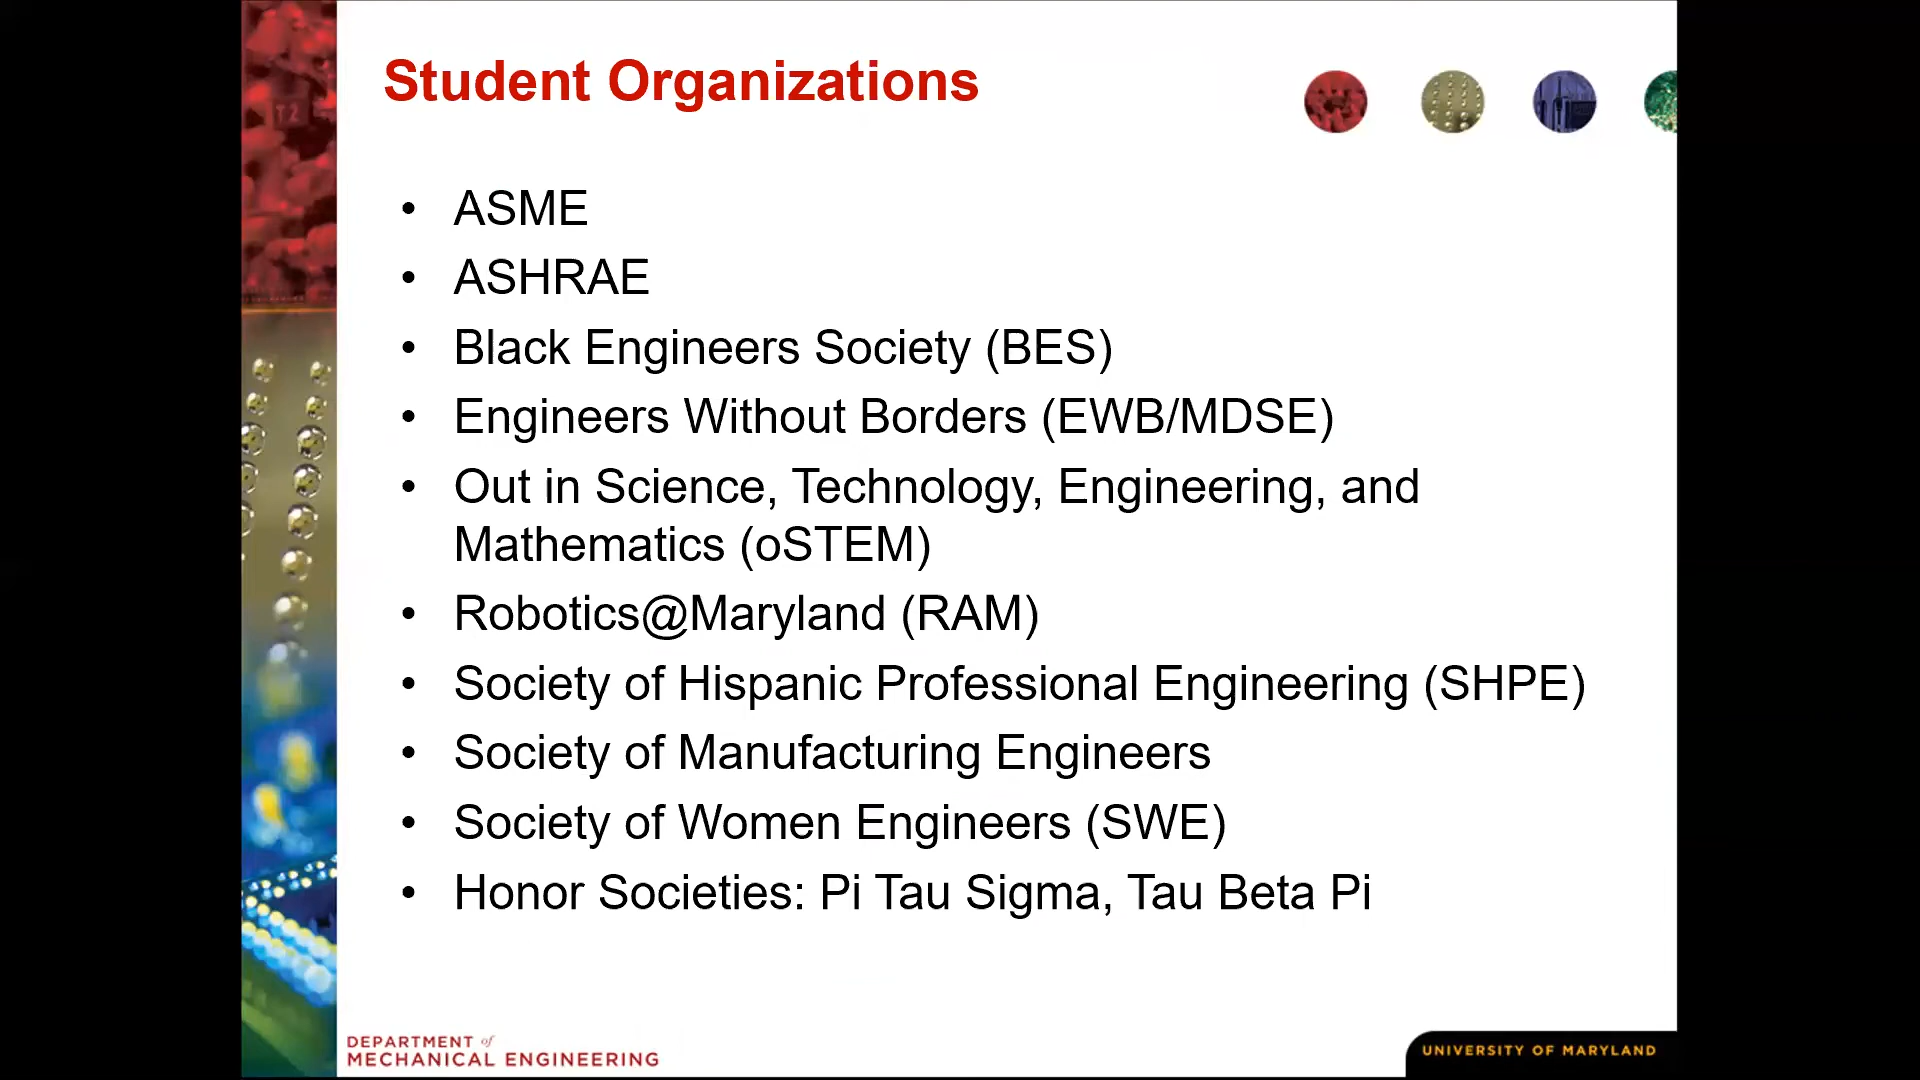 Student Organizations
• ASME
• ASHRAE
• Black Engineers Society (BES)
• Engineers Without Borders (EWB/MDSE)
• Out in Science, Technology, Engineering, and
Mathematics (oSTEM)
• Robotics@Maryland (RAM)
• Society of Hispanic Professional Engineering (SHPE)
• Society of Manufacturing Engineers
• Society of Women Engineers (SWE)
• Honor Societies: Pi Tau Sigma, Tau Beta Pi
DEPARTMENT of
MECHANICAL ENGINEERING
UNIVERSITY OF MARYLAND